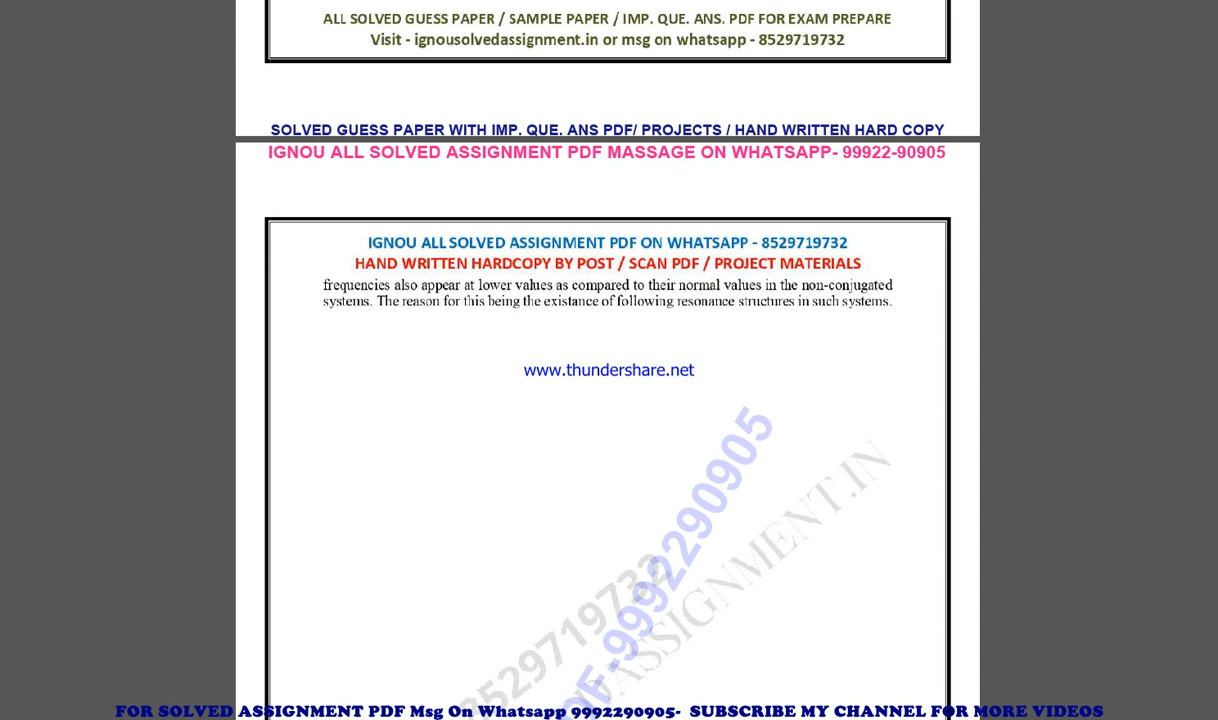 ALL SOLVED GUESS PAPER / SAMPLE PAPER / IMP. QUE. ANS. PDF FOR EXAM PREPARE
Visit - ignousolvedassignment.in or msg on whatsapp - 8529719732
SOLVED GUESS PAPER WITH IMP. QUE. ANS PDF/ PROJECTS / HAND WRITTEN HARD COPY
IGNOU ALL SOLVED ASSIGNMENT PDF MASSAGE ON WHATSAPP- 99922-90905
IGNOU ALL SOLVED ASSIGNMENT PDF ON WHATSAPP - 8529719732
HAND WRITTEN HARDCOPY BY POST / SCAN PDF / PROJECT MATERIALS
frequencies also appear at lower values as compared to their normal values in the non-conjugated
systems. The reason for this being the existance of following resonance structures in such systems.
www.thundershare.net
8529719732
PDF-9992290905
ASSIGNMENT.IN
FOR SOLVED ASSIGNMENT PDF Msg On Whatsapp 9992290905- SUBSCRIBE MY CHANNEL FOR MORE VIDEOS